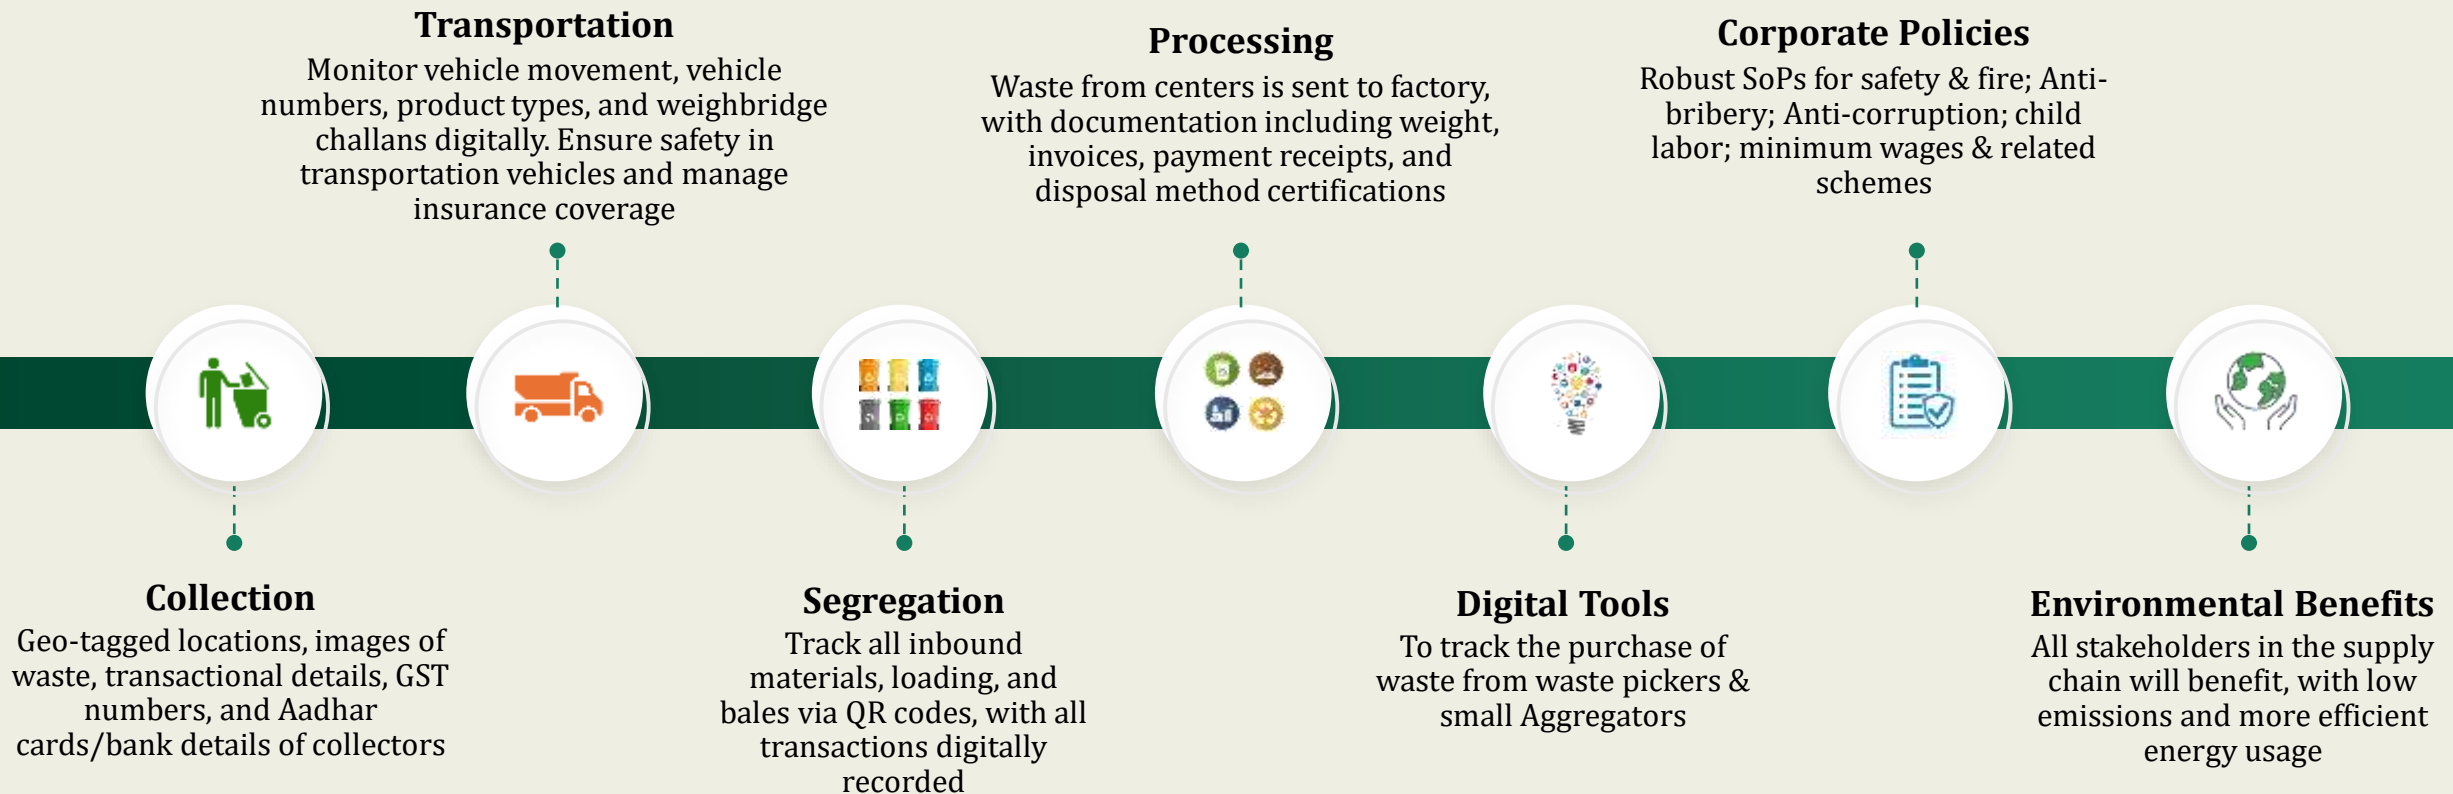 Transportation
Monitor vehicle movement, vehicle
numbers, product types, and weighbridge
challans digitally. Ensure safety in
transportation vehicles and manage
insurance coverage
Processing
Waste from centers is sent to factory,
with documentation including weight,
invoices, payment receipts, and
disposal method certifications
Corporate Policies
Robust SoPs for safety & fire; Anti-
bribery; Anti-corruption; child
labor; minimum wages & related
schemes
Collection
Geo-tagged locations, images of
waste, transactional details, GST
numbers, and Aadhar
cards/bank details of collectors
Segregation
Track all inbound
materials, loading, and
bales via QR codes, with all
transactions digitally
recorded
Digital Tools
To track the purchase of
waste from waste pickers &
small Aggregators
Environmental Benefits
All stakeholders in the supply
chain will benefit, with low
emissions and more efficient
energy usage